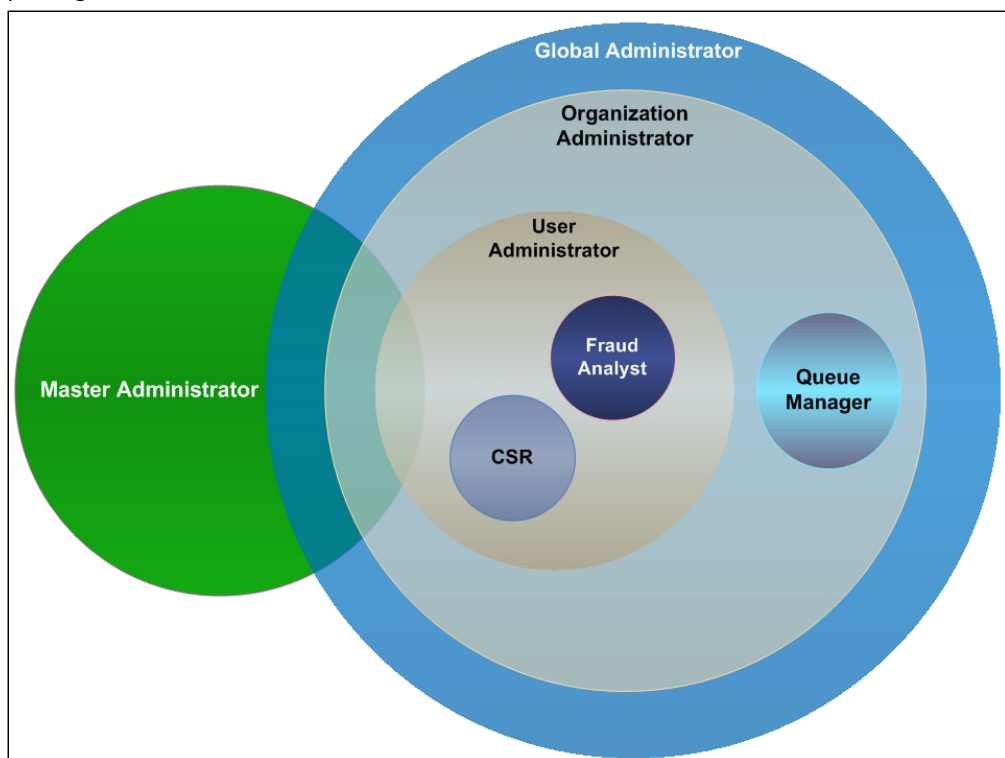 Global Administrator
Organization
Administrator
User
Administrator
Fraud
Analyst
Queue
Manager
Master Administrator
CSR